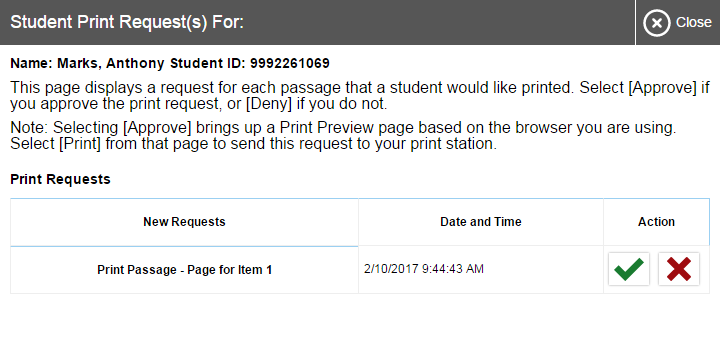 Student Print Request(s) For:
Close
Name: Marks, Anthony Student ID: 9992261069
This page displays a request for each passage that a student would like printed. Select [Approve] if
you approve the print request, or [Deny] if you do not.
Note: Selecting [Approve] brings up a Print Preview page based on the browser you are using.
Select [Print] from that page to send this request to your print station.
Print Requests
New Requests Date and Time Action
Print Passage - Page for Item 1 2/10/2017 9:44:43 AM